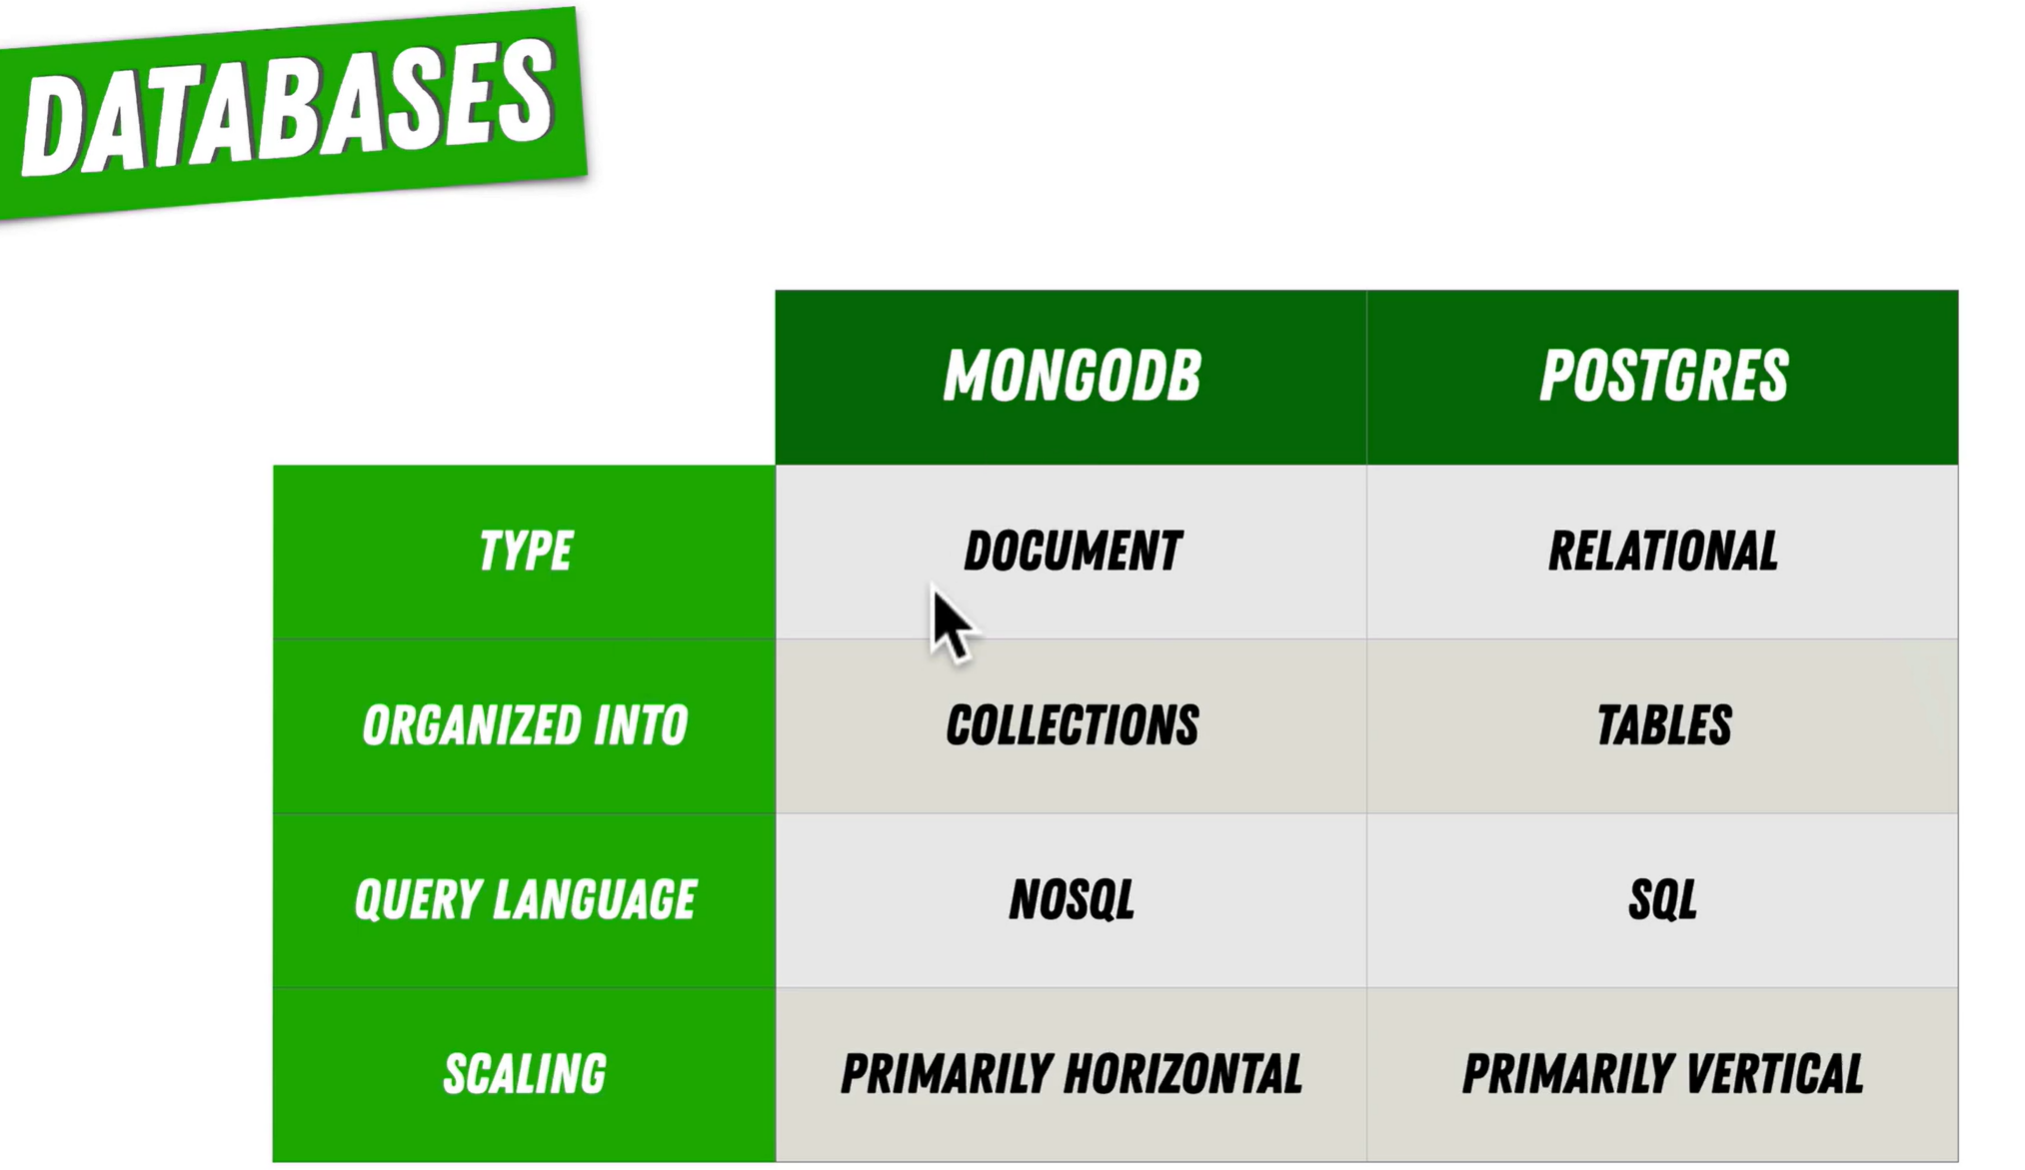 DATABASES
MONGODB POSTGRES
TYPE DOCUMENT RELATIONAL
ORGANIZED INTO COLLECTIONS TABLES
QUERY LANGUAGE NOSQL SQL
SCALING PRIMARILY HORIZONTAL PRIMARILY VERTICAL